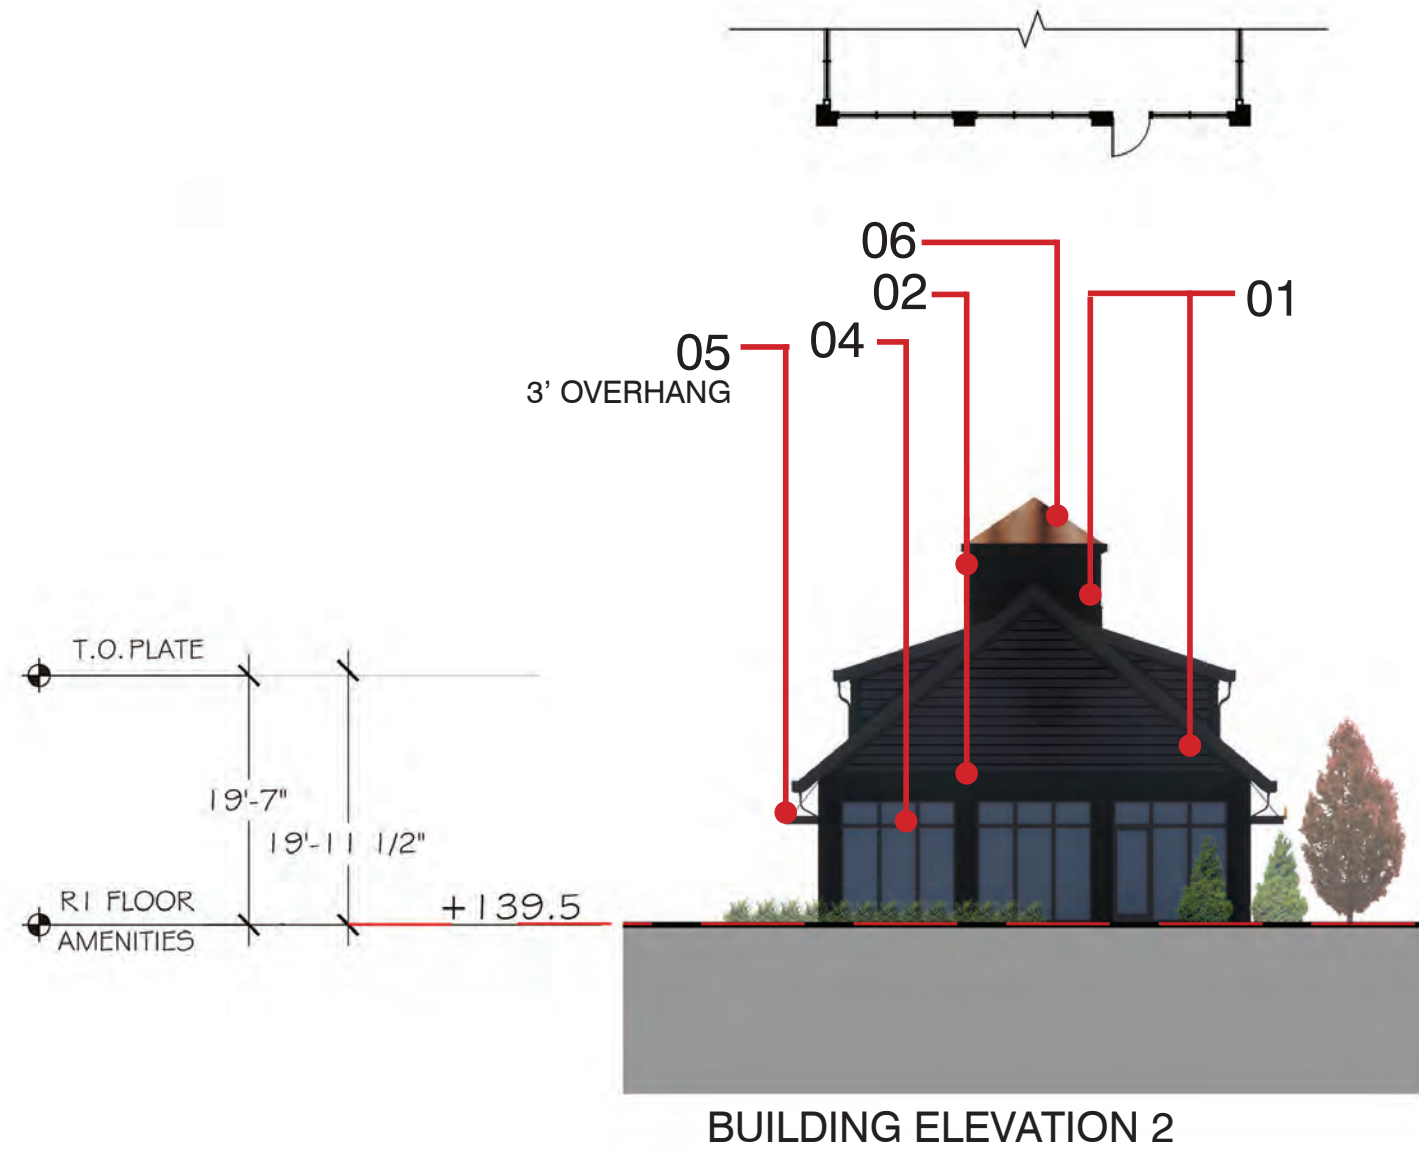 06
02
01
05
04
3' OVERHANG
T.O. PLATE
19'-7"
19'-11 1/2"
R1 FLOOR
AMENITIES
+139.5
BUILDING ELEVATION 2